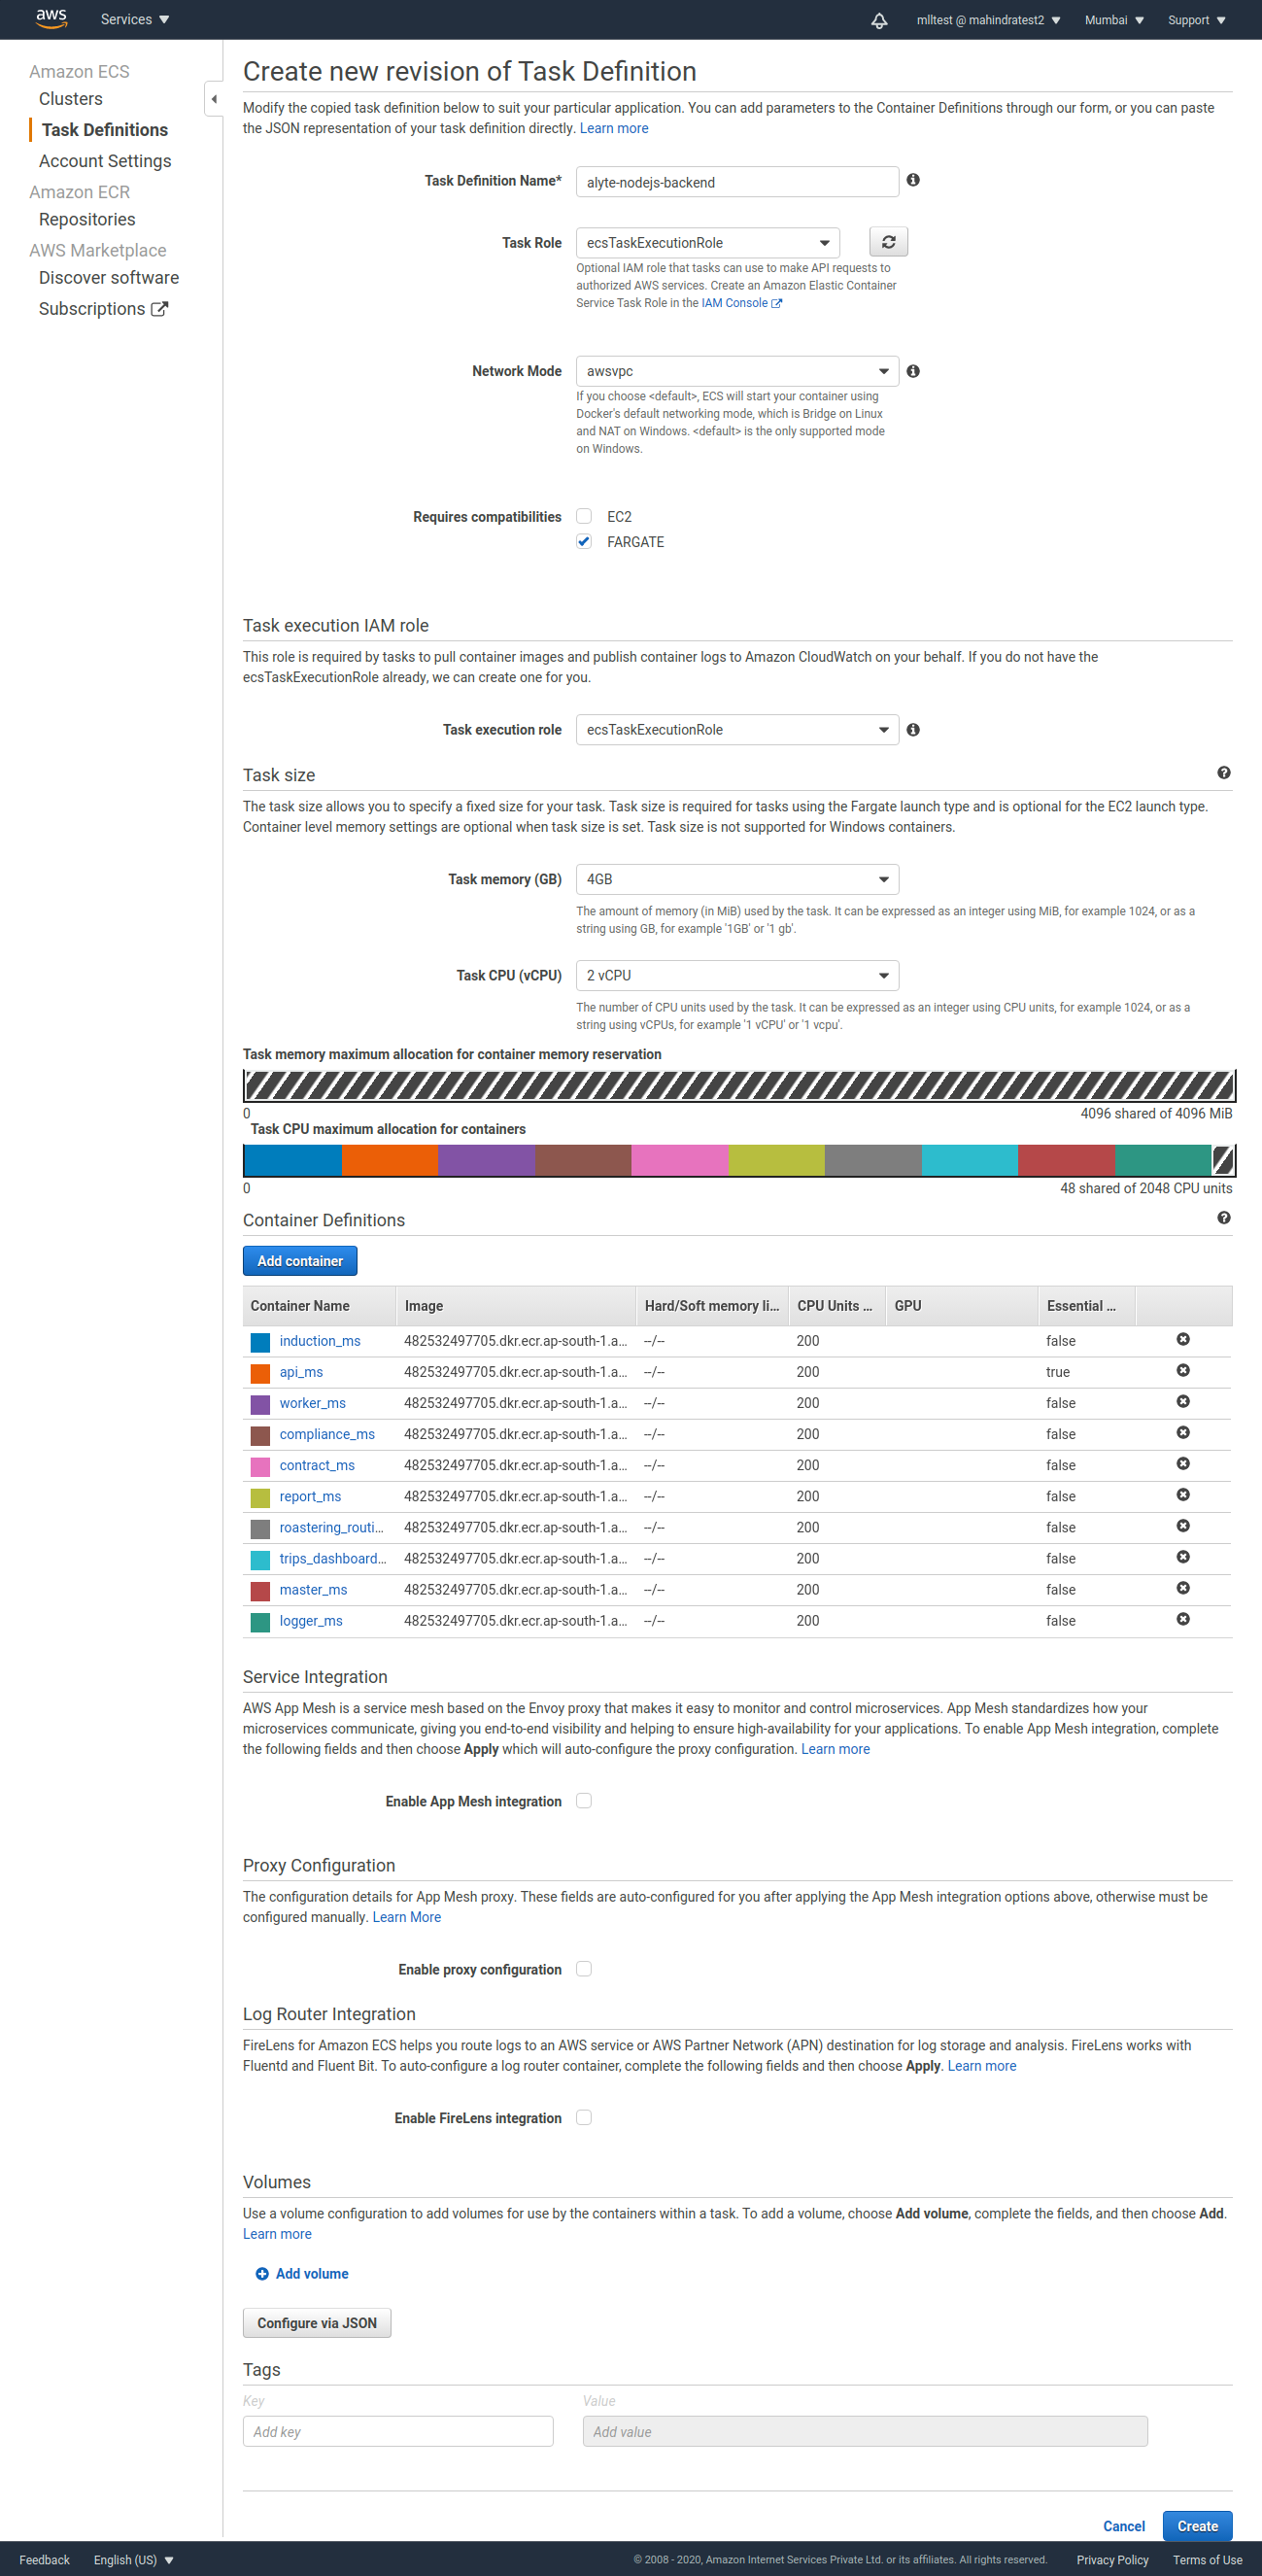 aws
Services
mlltest @ mahindratest2
Mumbai
Support
Amazon ECS
Clusters
Task Definitions
Account Settings
Amazon ECR
Repositories
AWS Marketplace
Discover software
Subscriptions
Create new revision of Task Definition
Modify the copied task definition below to suit your particular application. You can add parameters to the Container Definitions through our form, or you can paste
the JSON representation of your task definition directly. Learn more
Task Definition Name* alyte-nodejs-backend
Task Role ecsTaskExecutionRole
Optional IAM role that tasks can use to make API requests to
authorized AWS services. Create an Amazon Elastic Container
Service Task Role in the IAM Console
Network Mode awsvpc
If you choose <default>, ECS will start your container using
Docker's default networking mode, which is Bridge on Linux
and NAT on Windows. <default> is the only supported mode
on Windows.
Requires compatibilities EC2
FARGATE
Task execution IAM role
This role is required by tasks to pull container images and publish container logs to Amazon CloudWatch on your behalf. If you do not have the
ecsTaskExecutionRole already, we can create one for you.
Task execution role ecsTaskExecutionRole
Task size
The task size allows you to specify a fixed size for your task. Task size is required for tasks using the Fargate launch type and is optional for the EC2 launch type.
Container level memory settings are optional when task size is set. Task size is not supported for Windows containers.
Task memory (GB) 4GB
The amount of memory (in MiB) used by the task. It can be expressed as an integer using MiB, for example 1024, or as a
string using GB, for example '1GB' or '1 gb'.
Task CPU (vCPU) 2 vCPU
The number of CPU units used by the task. It can be expressed as an integer using CPU units, for example 1024, or as a
string using vCPUs, for example '1 vCPU' or '1 vcpu'.
Task memory maximum allocation for container memory reservation
0 4096 shared of 4096 MiB
Task CPU maximum allocation for containers
0 48 shared of 2048 CPU units
Container Definitions
Add container
Container Name Image Hard/Soft memory li... CPU Units ... GPU Essential ...
induction_ms 482532497705.dkr.ecr.ap-south-1.a... --/-- 200 false
api_ms 482532497705.dkr.ecr.ap-south-1.a... --/-- 200 true
worker_ms 482532497705.dkr.ecr.ap-south-1.a... --/-- 200 false
compliance_ms 482532497705.dkr.ecr.ap-south-1.a... --/-- 200 false
contract_ms 482532497705.dkr.ecr.ap-south-1.a... --/-- 200 false
report_ms 482532497705.dkr.ecr.ap-south-1.a... --/-- 200 false
roastering_routi... 482532497705.dkr.ecr.ap-south-1.a... --/-- 200 false
trips_dashboard... 482532497705.dkr.ecr.ap-south-1.a... --/-- 200 false
master_ms 482532497705.dkr.ecr.ap-south-1.a... --/-- 200 false
logger_ms 482532497705.dkr.ecr.ap-south-1.a... --/-- 200 false
Service Integration
AWS App Mesh is a service mesh based on the Envoy proxy that makes it easy to monitor and control microservices. App Mesh standardizes how your
microservices communicate, giving you end-to-end visibility and helping to ensure high-availability for your applications. To enable App Mesh integration, complete
the following fields and then choose Apply which will auto-configure the proxy configuration. Learn more
Enable App Mesh integration
Proxy Configuration
The configuration details for App Mesh proxy. These fields are auto-configured for you after applying the App Mesh integration options above, otherwise must be
configured manually. Learn More
Enable proxy configuration
Log Router Integration
FireLens for Amazon ECS helps you route logs to an AWS service or AWS Partner Network (APN) destination for log storage and analysis. FireLens works with
Fluentd and Fluent Bit. To auto-configure a log router container, complete the following fields and then choose Apply. Learn more
Enable FireLens integration
Volumes
Use a volume configuration to add volumes for use by the containers within a task. To add a volume, choose Add volume, complete the fields, and then choose Add.
Learn more
Add volume
Configure via JSON
Tags
Key Value
Add key Add value
Cancel Create
Feedback English (US) © 2008 - 2020, Amazon Internet Services Private Ltd. or its affiliates. All rights reserved. Privacy Policy Terms of Use